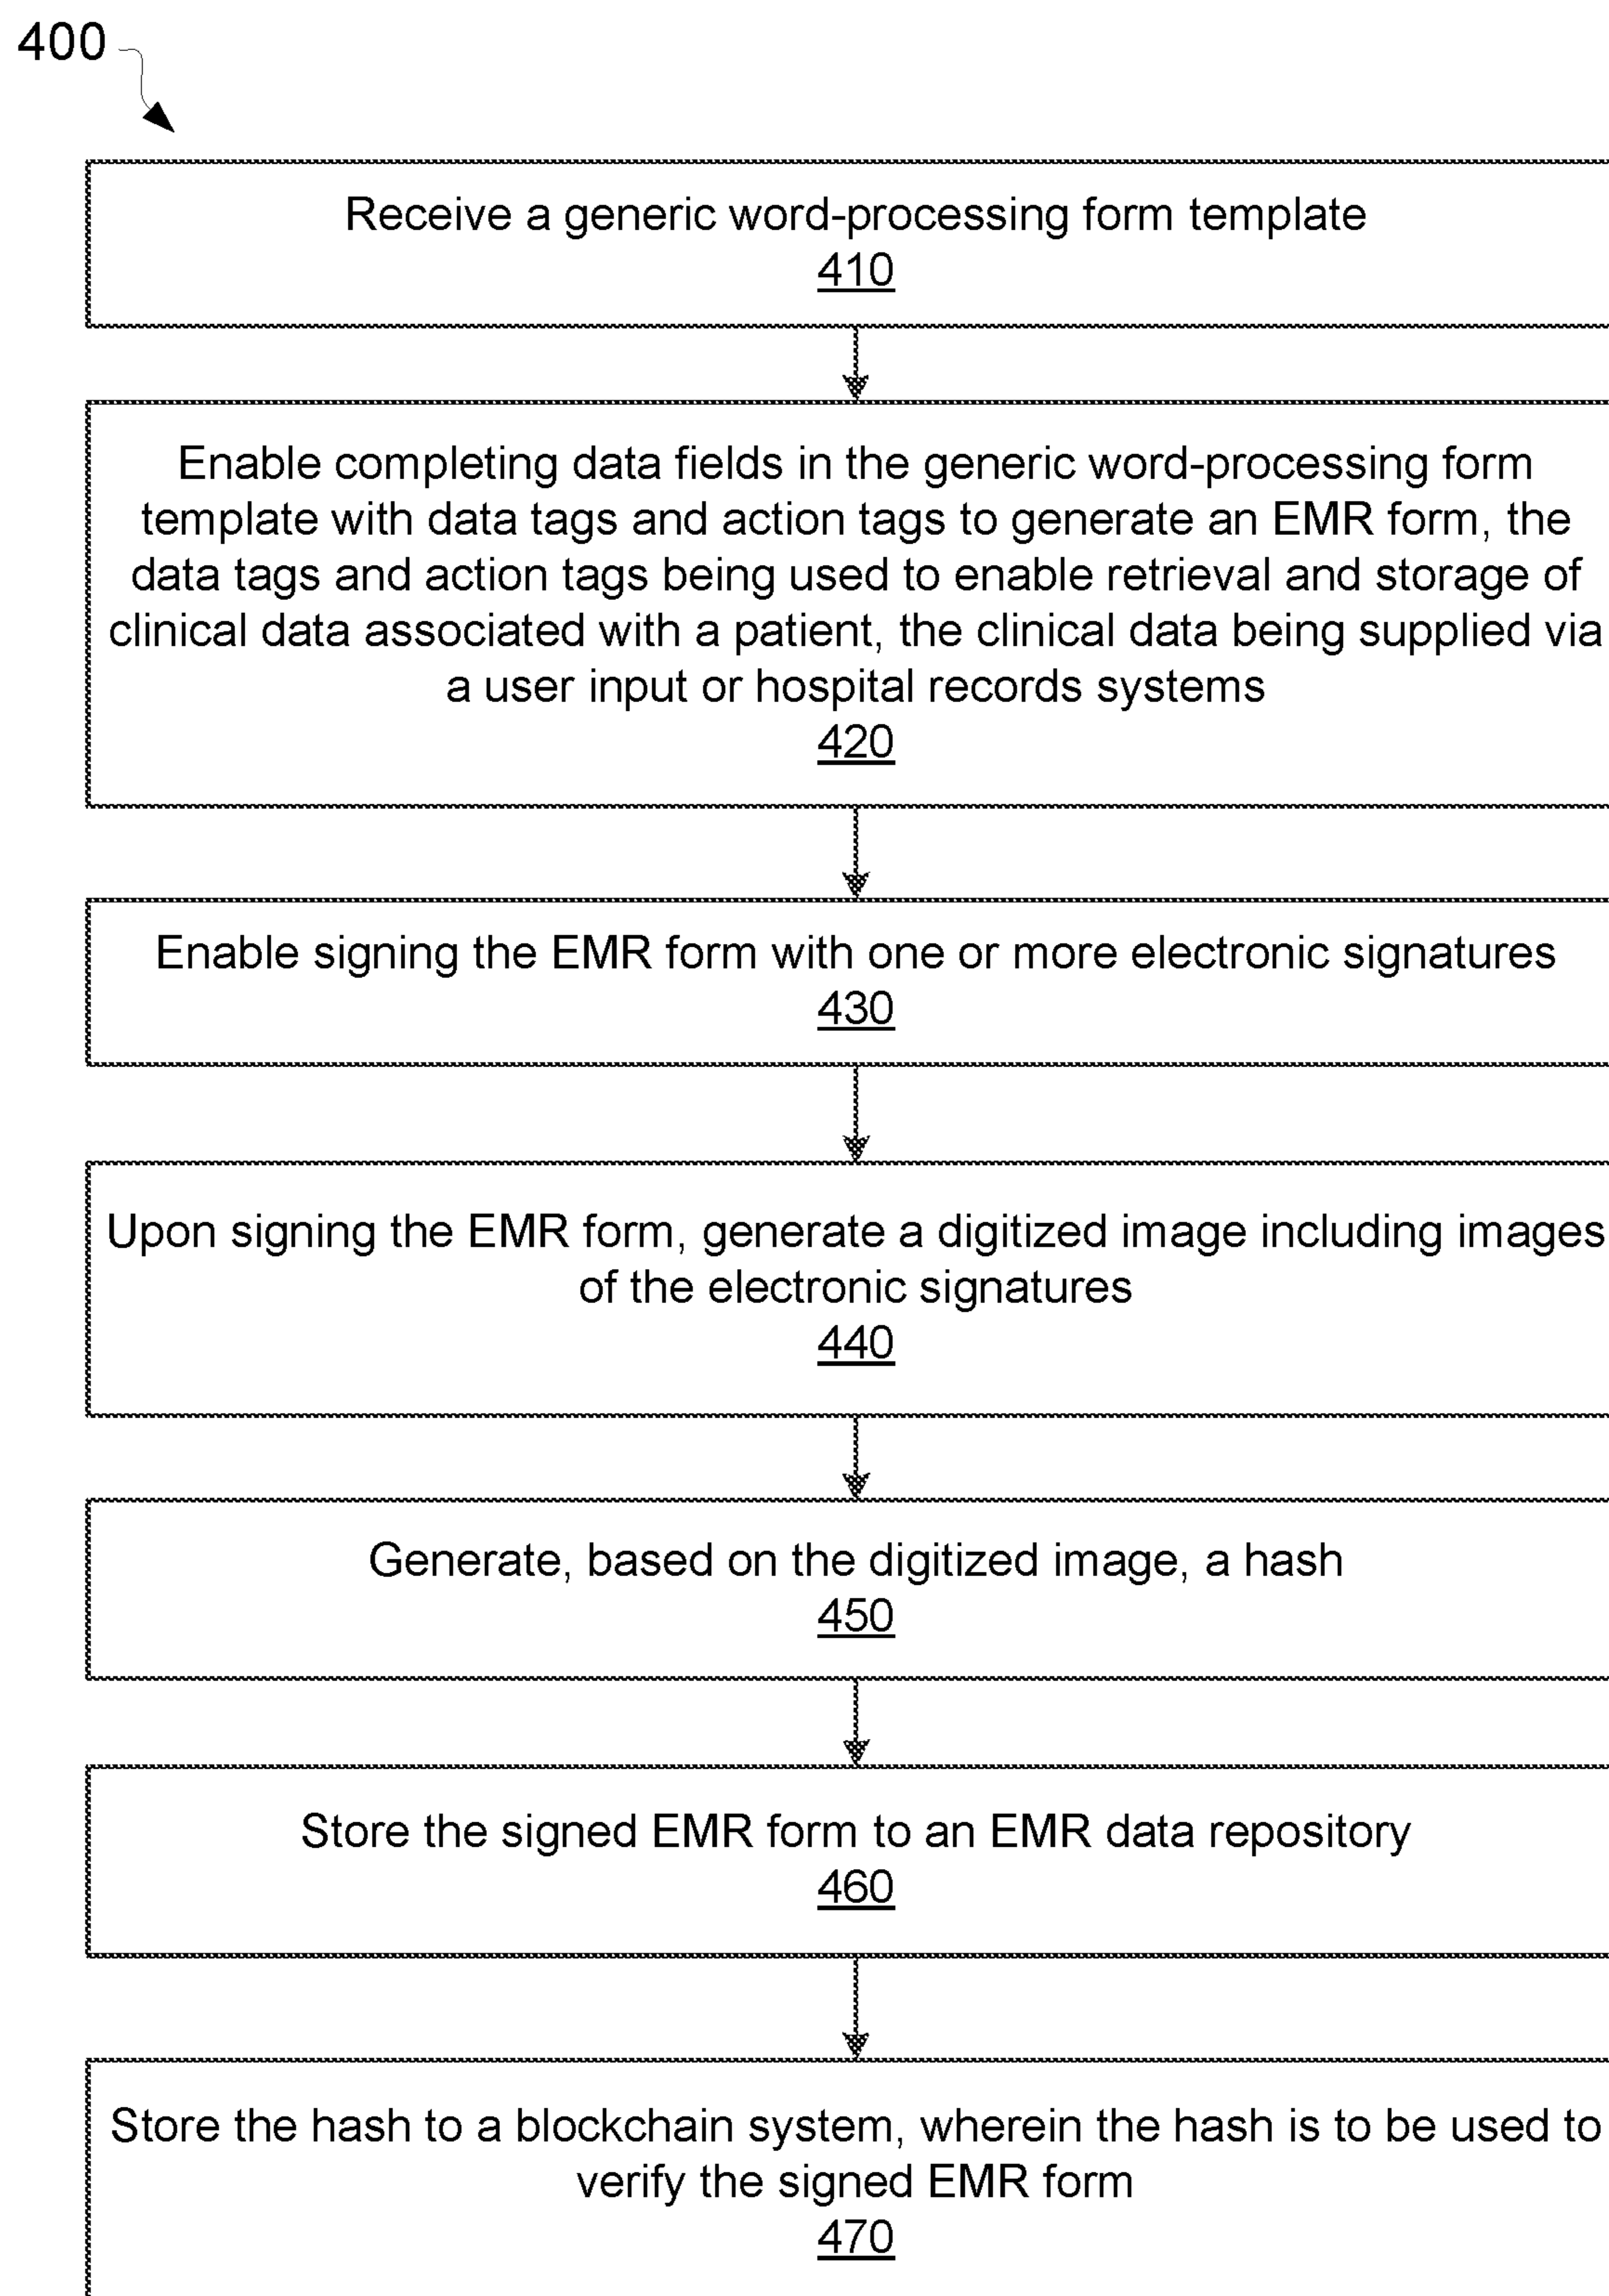 400
Receive a generic word-processing form template
410
Enable completing data fields in the generic word-processing form
template with data tags and action tags to generate an EMR form, the
data tags and action tags being used to enable retrieval and storage of
clinical data associated with a patient, the clinical data being supplied via
a user input or hospital records systems
420
Enable signing the EMR form with one or more electronic signatures
430
Upon signing the EMR form, generate a digitized image including images
of the electronic signatures
440
Generate, based on the digitized image, a hash
450
Store the signed EMR form to an EMR data repository
460
Store the hash to a blockchain system, wherein the hash is to be used to
verify the signed EMR form
470